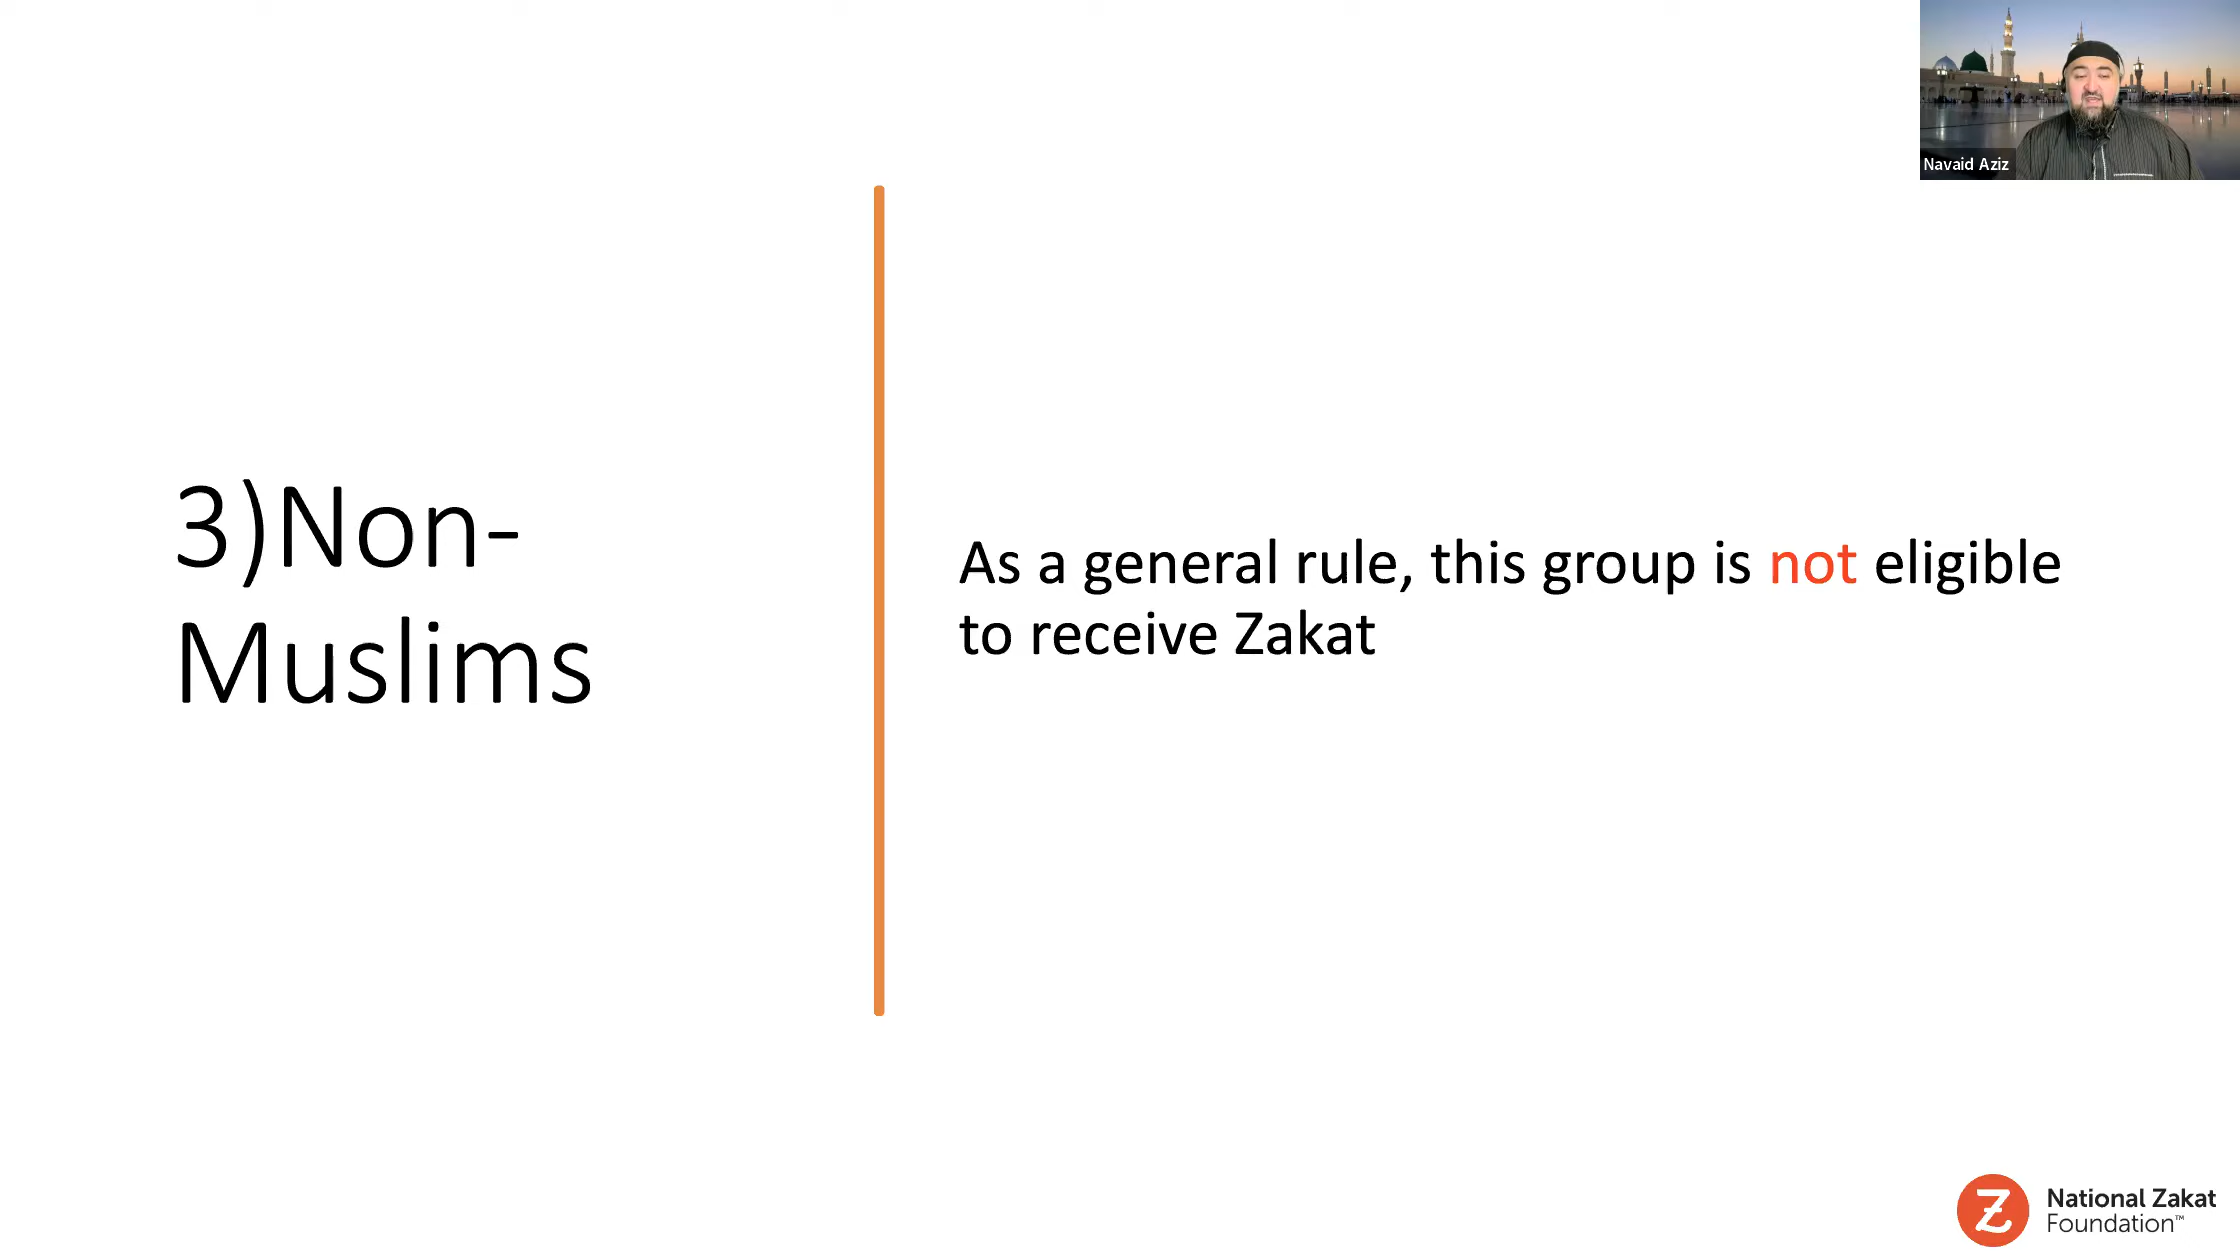 Navaid Aziz
3)Non-
Muslims
As a general rule, this group is not eligible
to receive Zakat
National Zakat
Foundation™